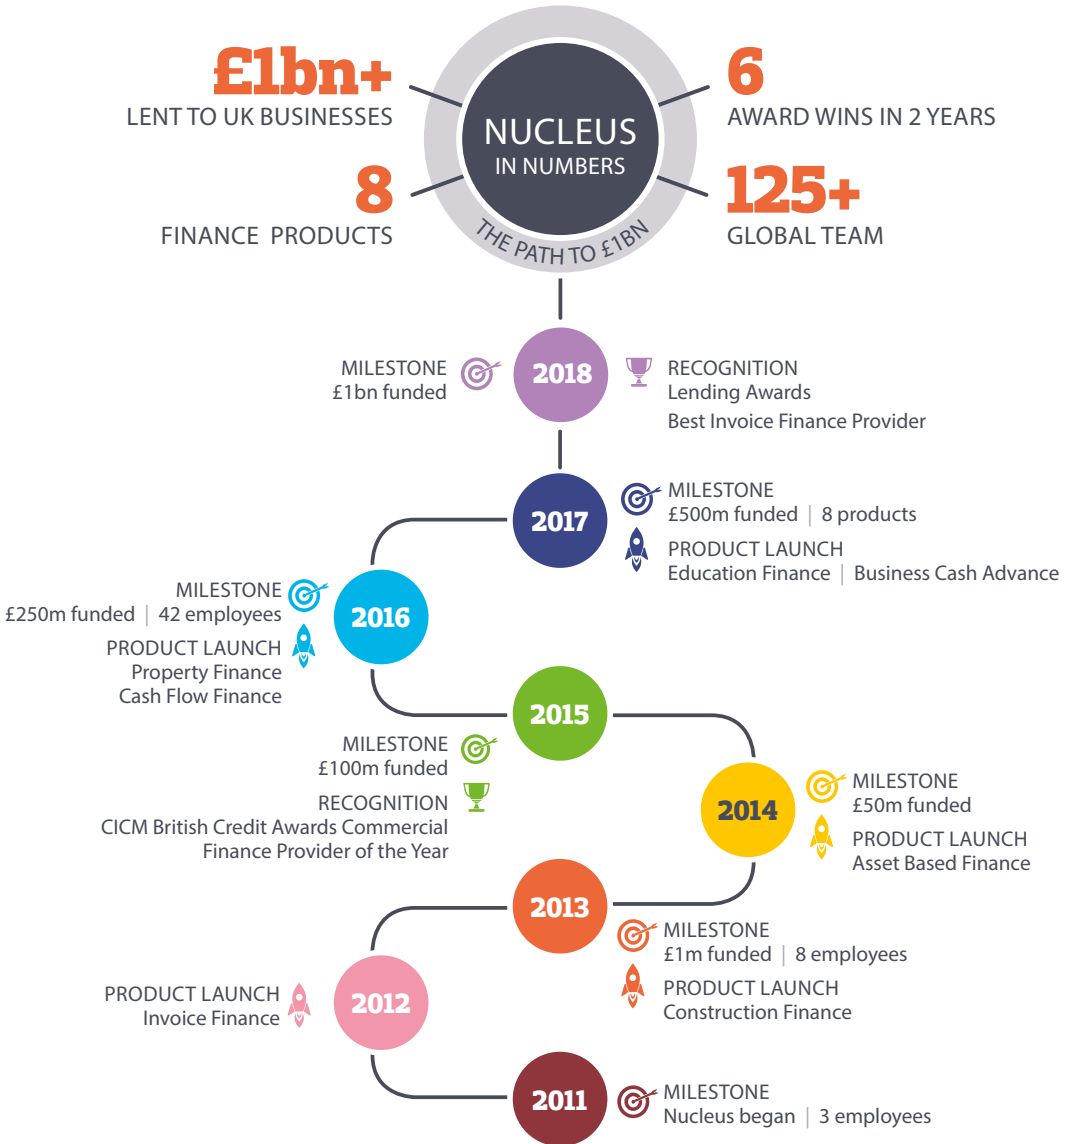 £1bn+
LENT TO UK BUSINESSES
8
FINANCE PRODUCTS
NUCLEUS
IN NUMBERS
THE PATH TO £1BN
6
AWARD WINS IN 2 YEARS
125+
GLOBAL TEAM
MILESTONE
£1bn funded
2018
RECOGNITION
Lending Awards
Best Invoice Finance Provider
2017
MILESTONE
£500m funded | 8 products
PRODUCT LAUNCH
Education Finance | Business Cash Advance
MILESTONE
£250m funded | 42 employees
PRODUCT LAUNCH
Property Finance
Cash Flow Finance
2016
2015
MILESTONE
£100m funded
RECOGNITION
CICM British Credit Awards Commercial
Finance Provider of the Year
2014
MILESTONE
£50m funded
PRODUCT LAUNCH
Asset Based Finance
2013
MILESTONE
£1m funded | 8 employees
PRODUCT LAUNCH
Construction Finance
PRODUCT LAUNCH
Invoice Finance
2012
2011
MILESTONE
Nucleus began | 3 employees